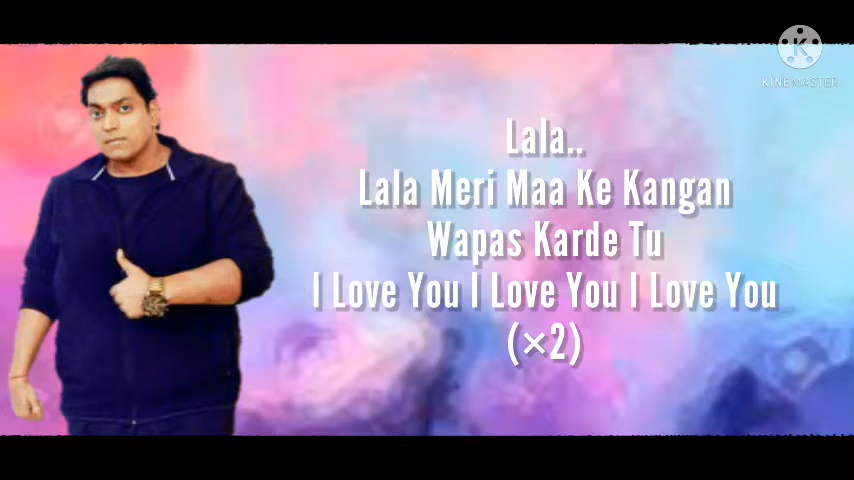 KINEMASTER
Lala..
Lala Meri Maa Ke Kangan
Wapas Karde Tu
I Love You I Love You I Love You
(×2)